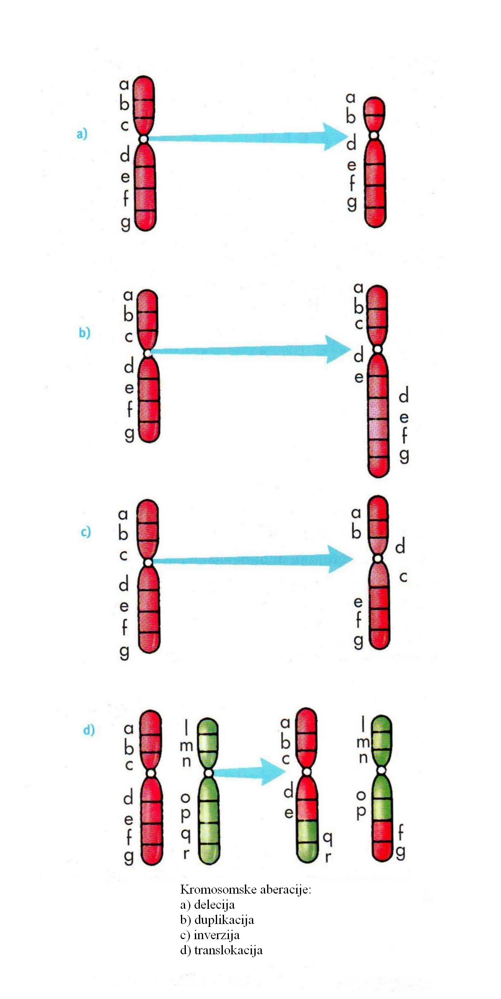 a
b
c
a)
d
e
f
g
a
b
d
e
f
g
a
b
c
b)
d
e
f
g
a
b
c
d
e
d
e
f
g
a
b
c
c)
d
e
f
g
a
b
d
c
e
f
g
d)
a
b
c
d
e
f
g
l
m
n
o
p
q
r
a
b
c
d
e
q
r
l
m
n
o
p
f
g
Kromosomske aberacije:
a) delecija
b) duplikacija
c) inverzija
d) translokacija